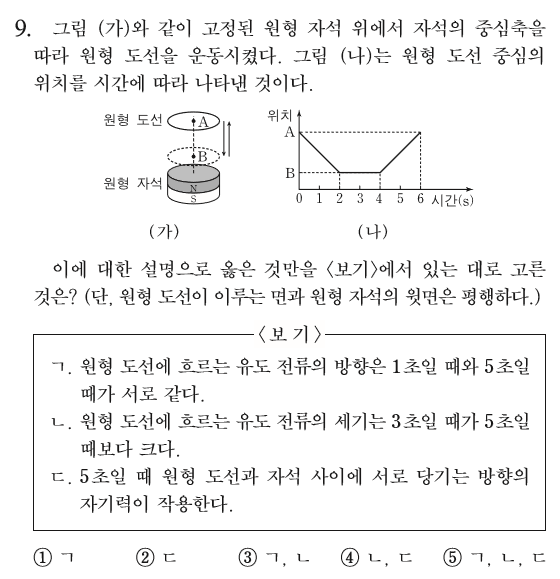 9. 그림 (가)와 같이 고정된 원형 자석 위에서 자석의 중심축을
따라 원형 도선을 운동시켰다. 그림 (나)는 원형 도선 중심의
위치를 시간에 따라 나타낸 것이다.
원형 도선
A
B
원형 자석
N
S
(가)
위치
A
B
0 1 2 3 4 5 6 시간(s)
(나)
이에 대한 설명으로 옳은 것만을 <보기>에서 있는 대로 고른
것은? (단, 원형 도선이 이루는 면과 원형 자석의 윗면은 평행하다.)
<보 기>
ㄱ. 원형 도선에 흐르는 유도 전류의 방향은 1초일 때와 5초일
때가 서로 같다.
ㄴ. 원형 도선에 흐르는 유도 전류의 세기는 3초일 때가 5초일
때보다 크다.
ㄷ. 5초일 때 원형 도선과 자석 사이에 서로 당기는 방향의
자기력이 작용한다.
① ㄱ ② ㄷ ③ ㄱ, ㄴ ④ ㄴ, ㄷ ⑤ ㄱ, ㄴ, ㄷ